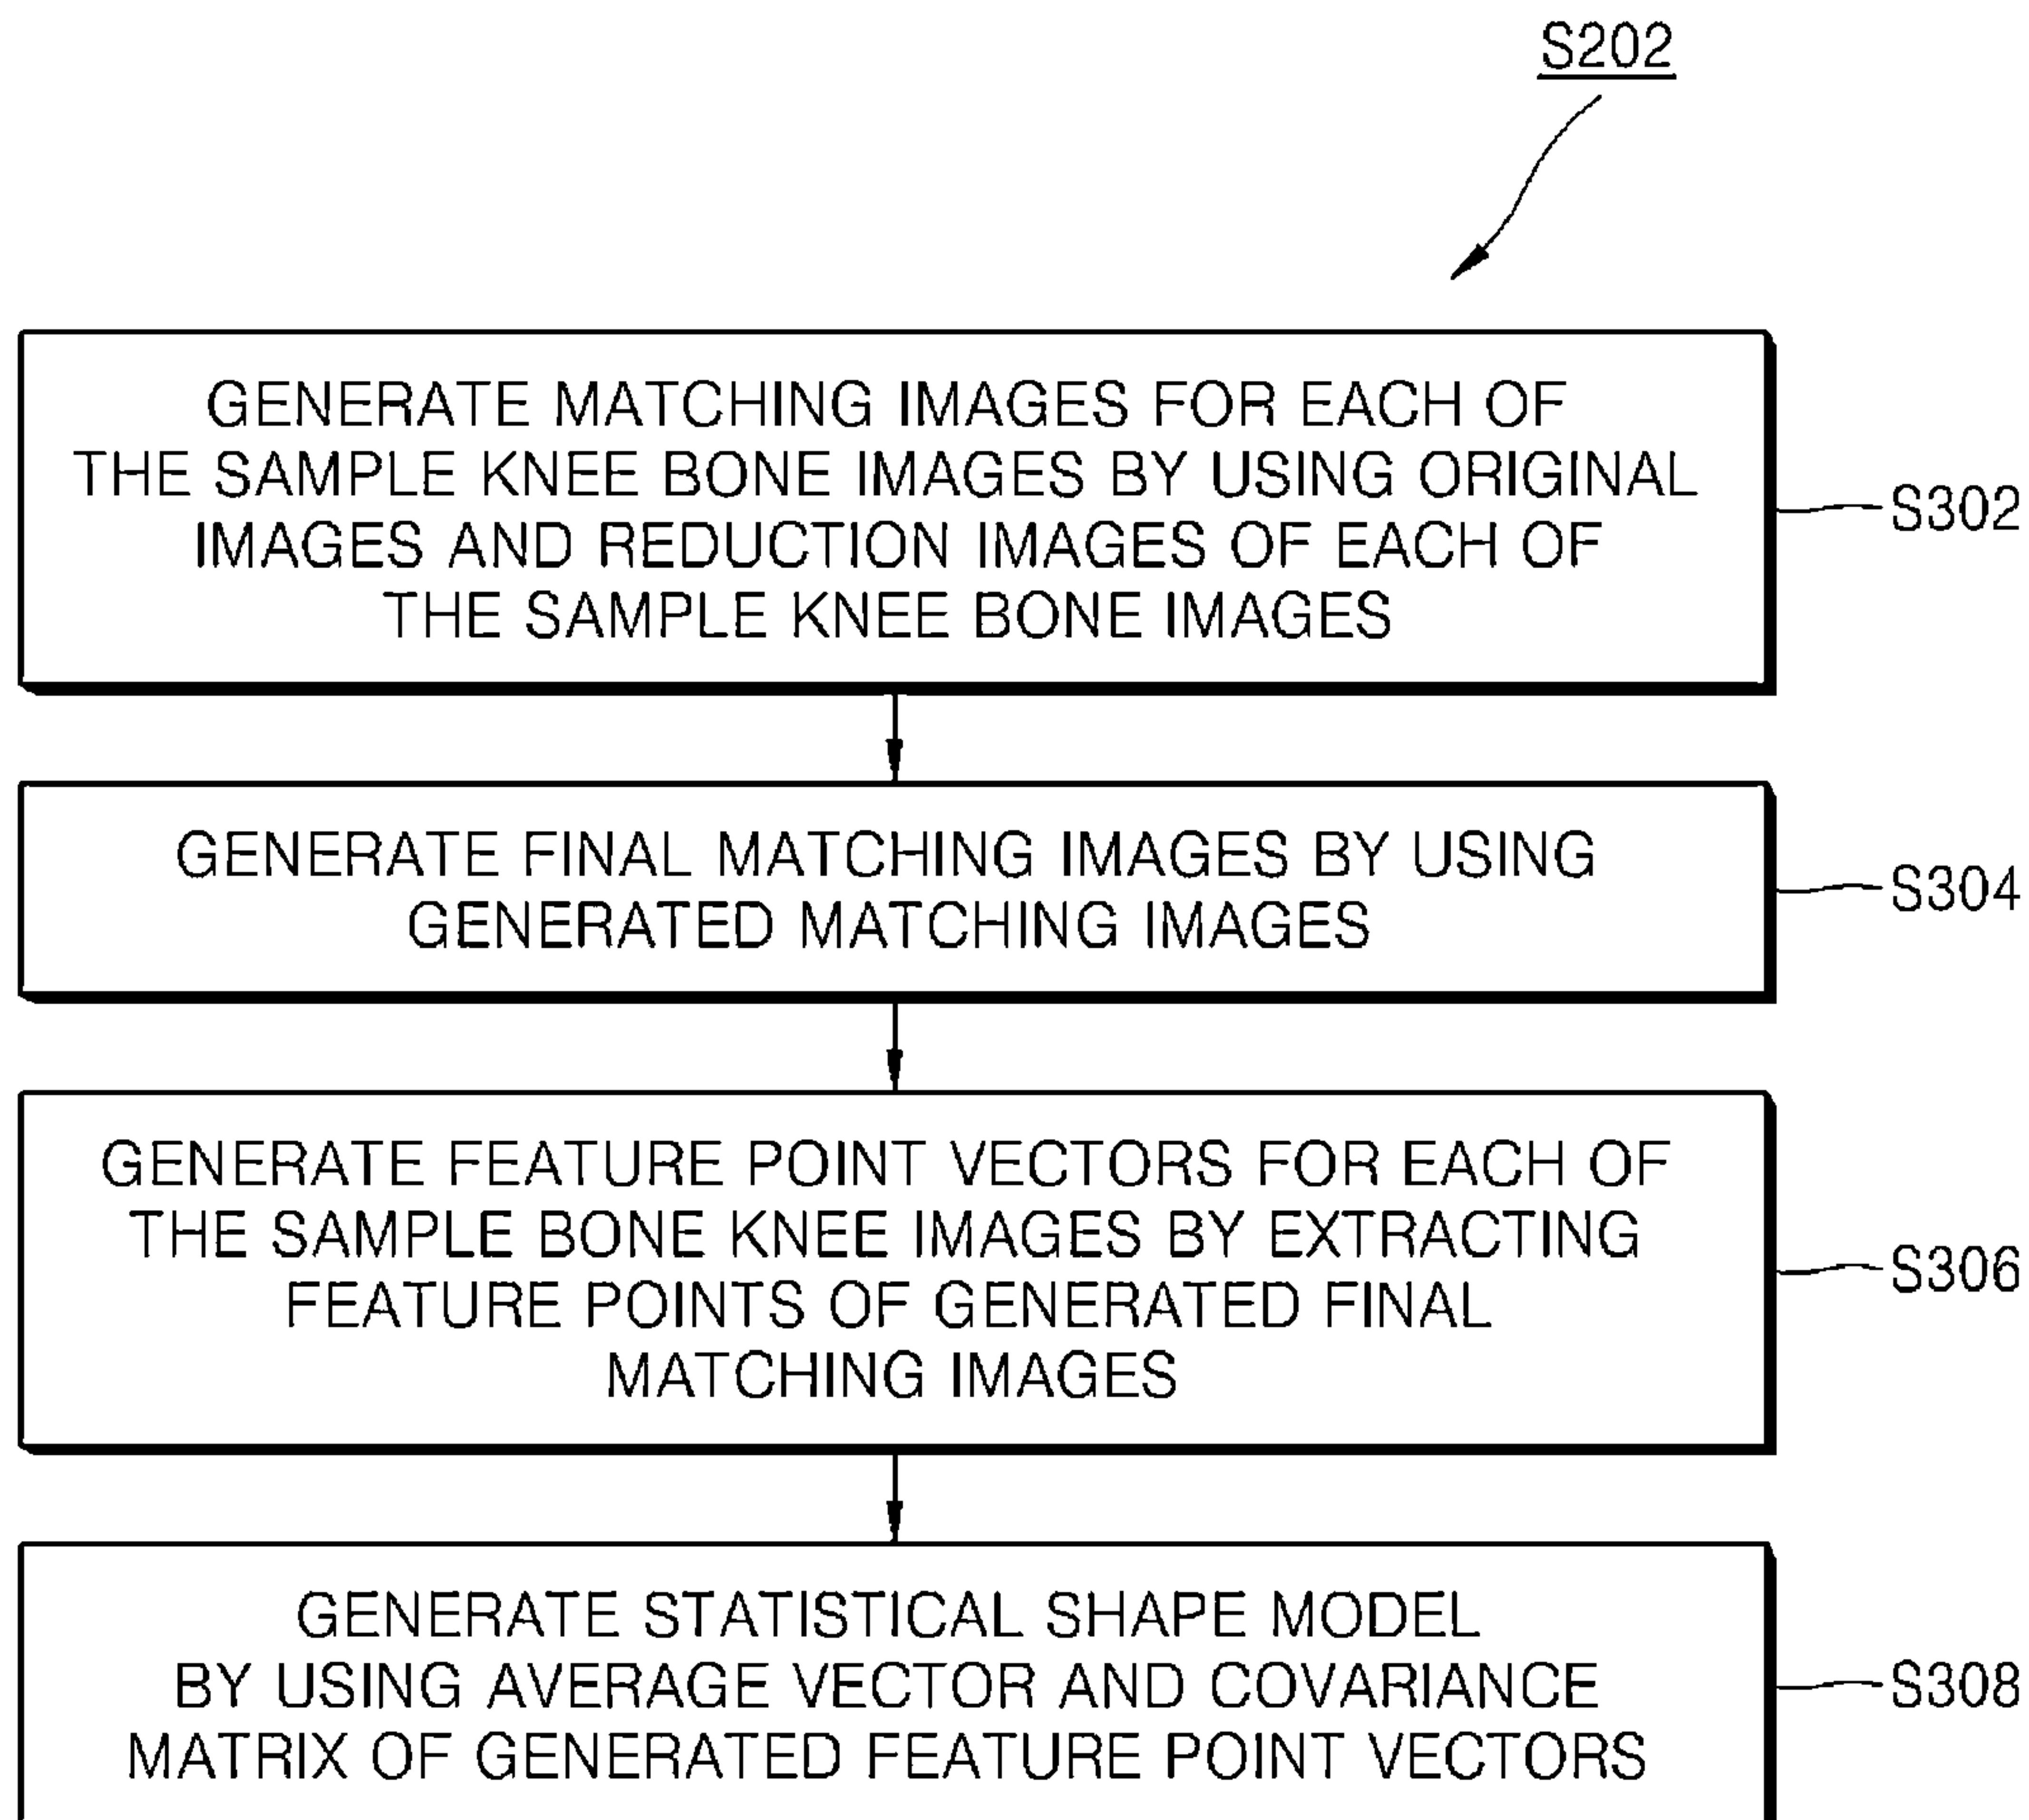 S202
GENERATE MATCHING IMAGES FOR EACH OF
THE SAMPLE KNEE BONE IMAGES BY USING ORIGINAL
IMAGES AND REDUCTION IMAGES OF EACH OF
THE SAMPLE KNEE BONE IMAGES
S302
GENERATE FINAL MATCHING IMAGES BY USING
GENERATED MATCHING IMAGES
S304
GENERATE FEATURE POINT VECTORS FOR EACH OF
THE SAMPLE BONE KNEE IMAGES BY EXTRACTING
FEATURE POINTS OF GENERATED FINAL
MATCHING IMAGES
S306
GENERATE STATISTICAL SHAPE MODEL
BY USING AVERAGE VECTOR AND COVARIANCE
MATRIX OF GENERATED FEATURE POINT VECTORS
S308